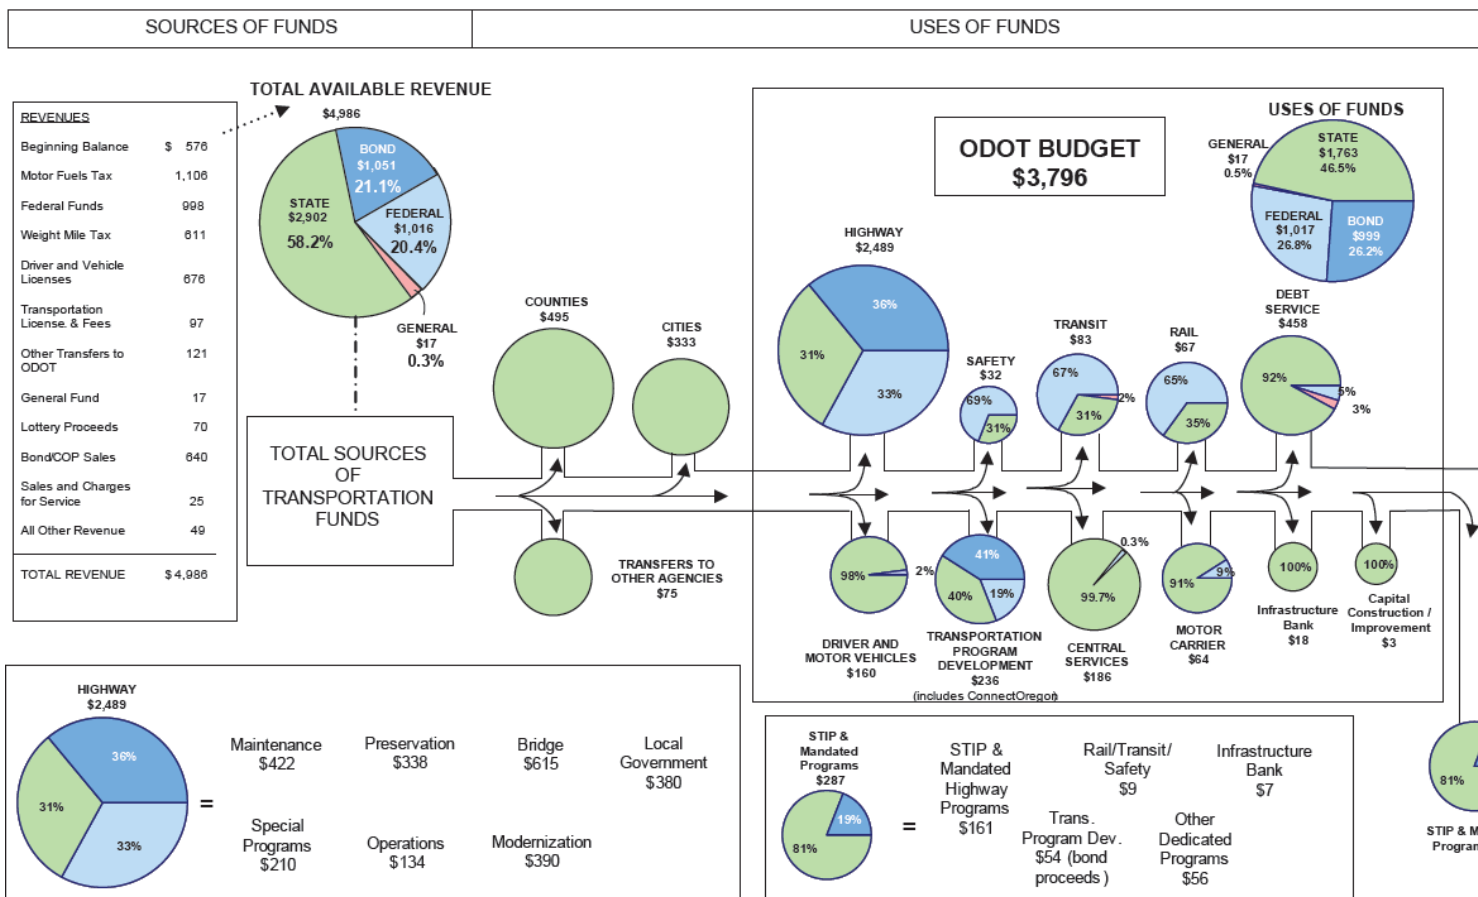 SOURCES OF FUNDS
USES OF FUNDS
REVENUES
Beginning Balance $ 576
Motor Fuels Tax 1,106
Federal Funds 998
Weight Mile Tax 611
Driver and Vehicle
Licenses 676
Transportation
License. & Fees 97
Other Transfers to 121
ODOT
General Fund 17
Lottery Proceeds 70
Bond/COP Sales 640
Sales and Charges
for Service 25
All Other Revenue 49
TOTAL REVENUE $ 4,986
TOTAL AVAILABLE REVENUE
$4,986
BOND
$1,051
21.1%
STATE
$2,902
58.2%
FEDERAL
$1,016
20.4%
GENERAL
$17
0.3%
TOTAL SOURCES
OF
TRANSPORTATION
FUNDS
COUNTIES
$495
CITIES
$333
TRANSFERS TO
OTHER AGENCIES
$75
ODOT BUDGET
$3,796
USES OF FUNDS
GENERAL
$17
0.5%
STATE
$1,763
46.5%
FEDERAL
$1,017
26.8%
BOND
$999
26.2%
HIGHWAY
$2,489
36%
31%
33%
SAFETY
$32
69%
31%
TRANSIT
$83
67%
2%
31%
RAIL
$67
65%
35%
DEBT
SERVICE
$458
92%
5%
3%
98%
2%
DRIVER AND
MOTOR VEHICLES
$160
41%
40%
19%
TRANSPORTATION
PROGRAM
DEVELOPMENT
$236
(includes ConnectOregon)
0.3%
99.7%
CENTRAL
SERVICES
$186
91%
9%
MOTOR
CARRIER
$64
100%
Infrastructure
Bank
$18
100%
Capital
Construction /
Improvement
$3
HIGHWAY
$2,489
36%
31%
33%
=
Maintenance
$422
Preservation
$338
Bridge
$615
Local
Government
$380
Special
Programs
$210
Operations
$134
Modernization
$390
STIP &
Mandated
Programs
$287
19%
81%
=
STIP &
Mandated
Highway
Programs
$161
Rail/Transit/
Safety
$9
Infrastructure
Bank
$7
Trans.
Program Dev.
$54 (bond
proceeds )
Other
Dedicated
Programs
$56
81%
STIP & M
Program